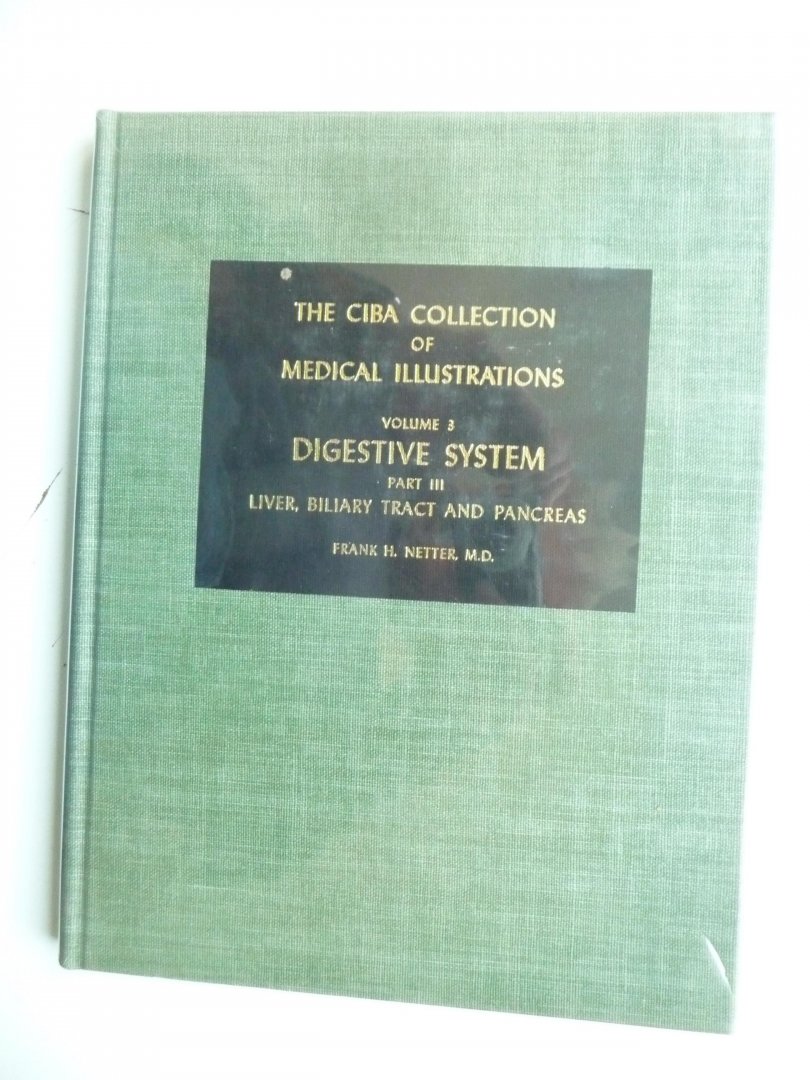 THE CIBA COLLECTION
OF
MEDICAL ILLUSTRATIONS
VOLUME 3
DIGESTIVE SYSTEM
PART III
LIVER, BILIARY TRACT AND PANCREAS
FRANK H. NETTER, M.D.